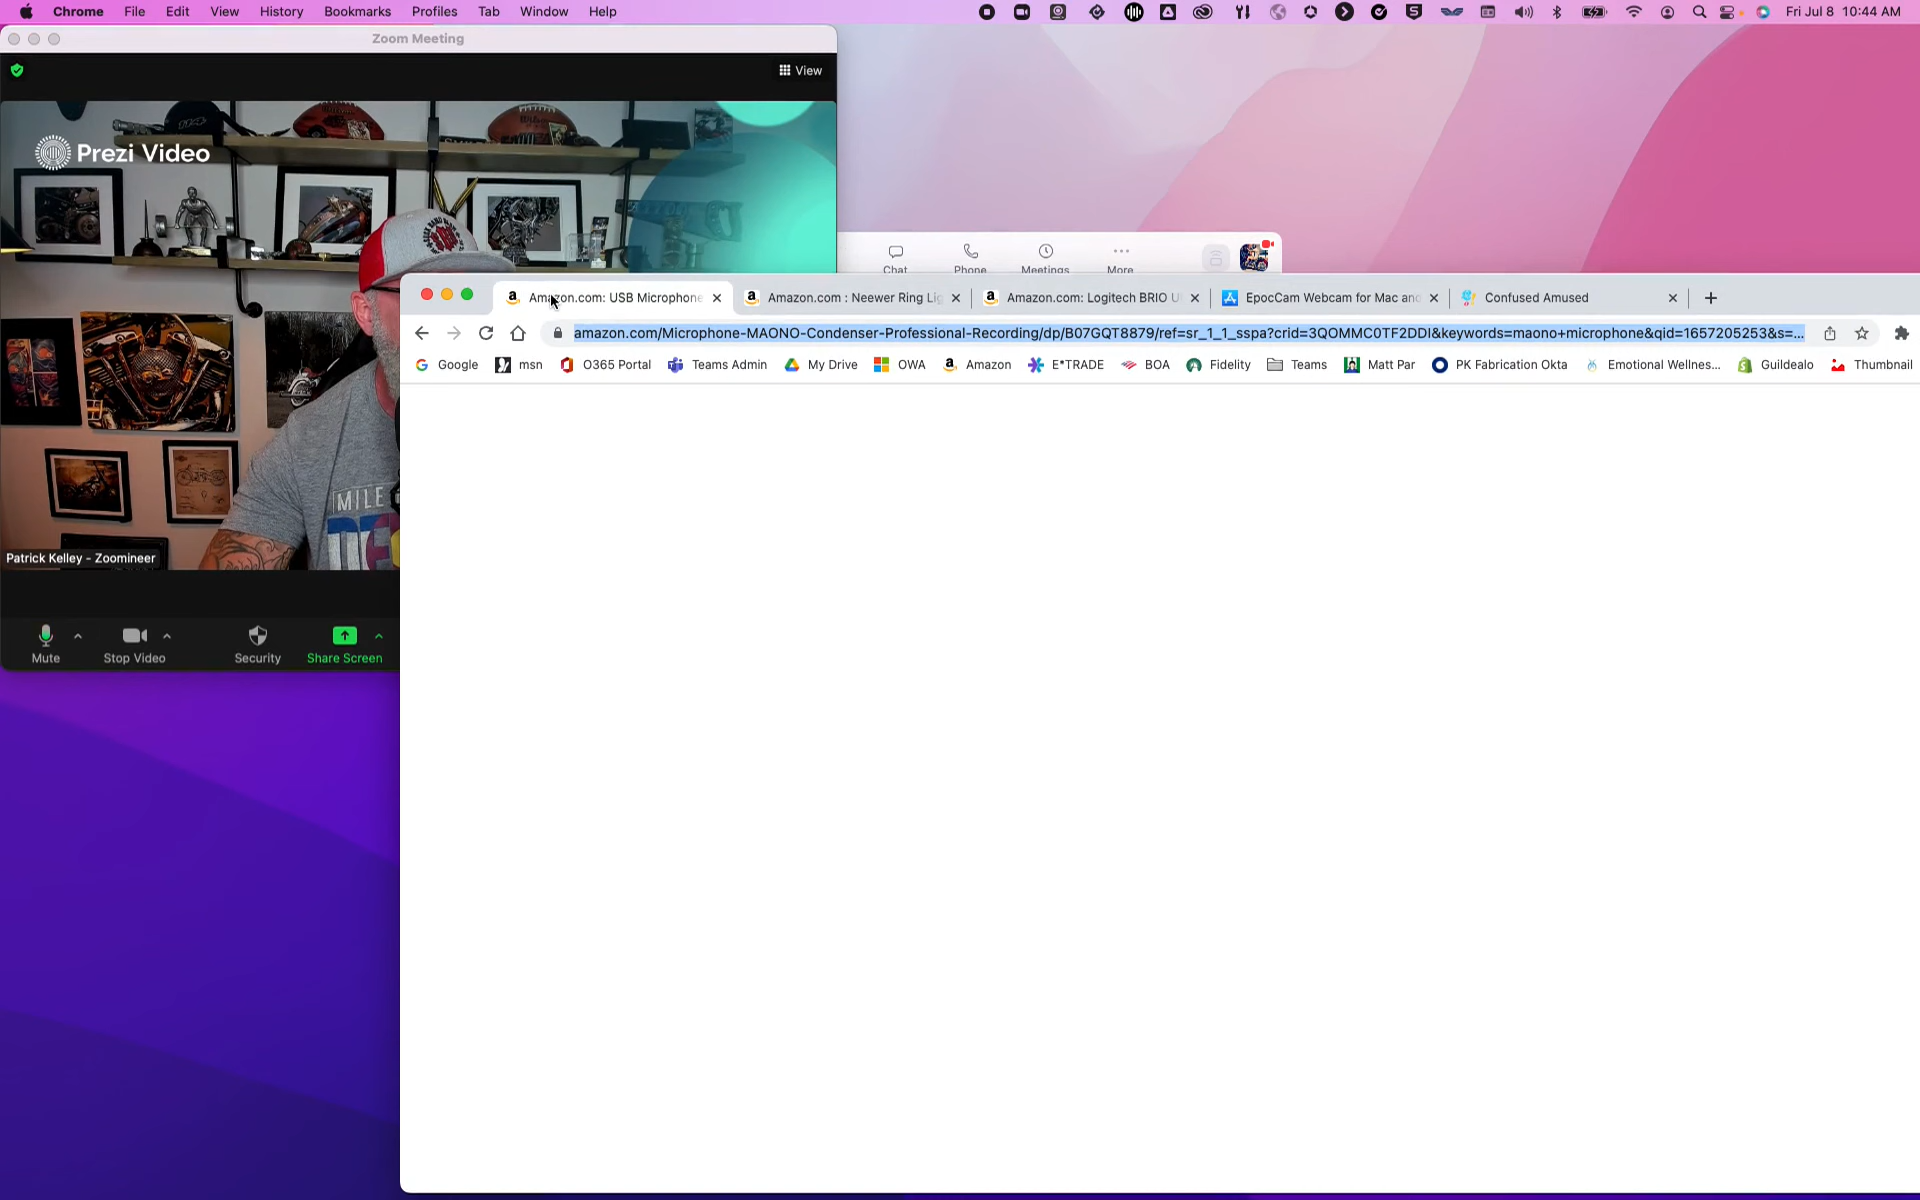 Chrome File Edit View History Bookmarks Profiles Tab Window Help Fri Jul 8 10:44 AM
Zoom Meeting
View
Prezi Video
Chat Phone Meetings More
Amazon.com: USB Microphone Amazon.com : Neewer Ring Lig Amazon.com: Logitech BRIO U EpocCam Webcam for Mac and Confused Amused
amazon.com/Microphone-MAONO-Condenser-Professional-Recording/dp/B07GQT8879/ref=sr_1_1_sspa?crid=3QOMMC0TF2DDI&keywords=maono+microphone&qid=1657205253&s=...
Google msn O365 Portal Teams Admin My Drive OWA Amazon E*TRADE BOA Fidelity Teams Matt Par PK Fabrication Okta Emotional Wellnes... Guildealo Thumbnail
MILE
Patrick Kelley - Zoomineer
Mute Stop Video Security Share Screen